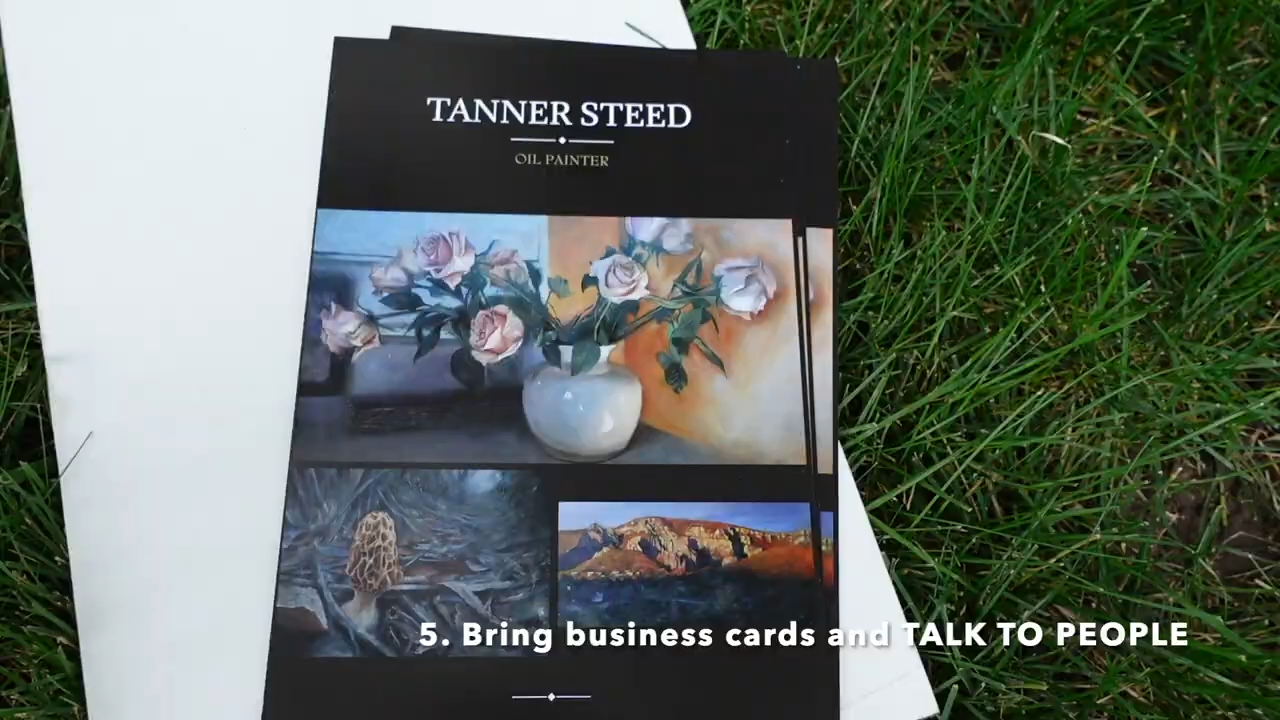 TANNER STEED
OIL PAINTER
5. Bring business cards and TALK TO PEOPLE